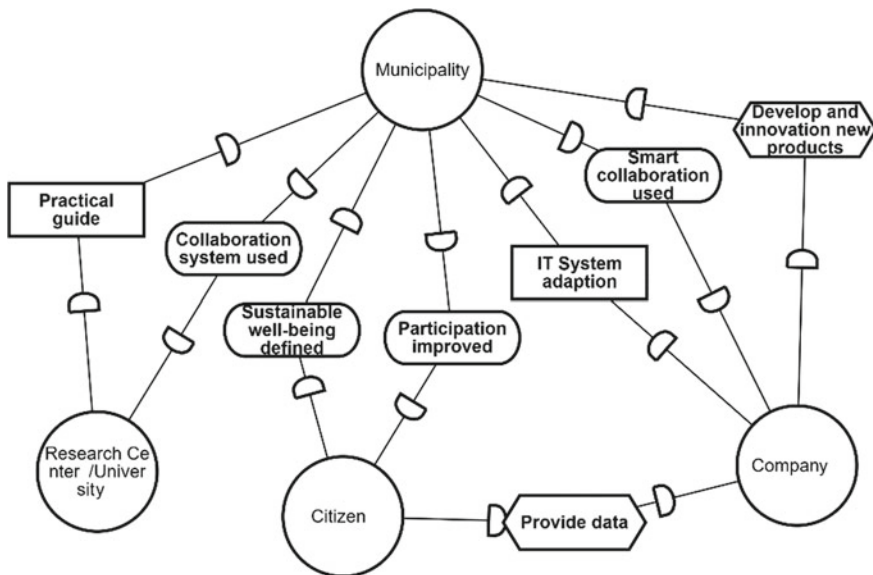 Municipality
Develop and
innovation new
products
Smart
collaboration
used
Practical
guide
Collaboration
system used
IT System
adaption
Sustainable
well-being
defined
Participation
improved
Research Ce
nter /Univer
sity
Company
Citizen
Provide data